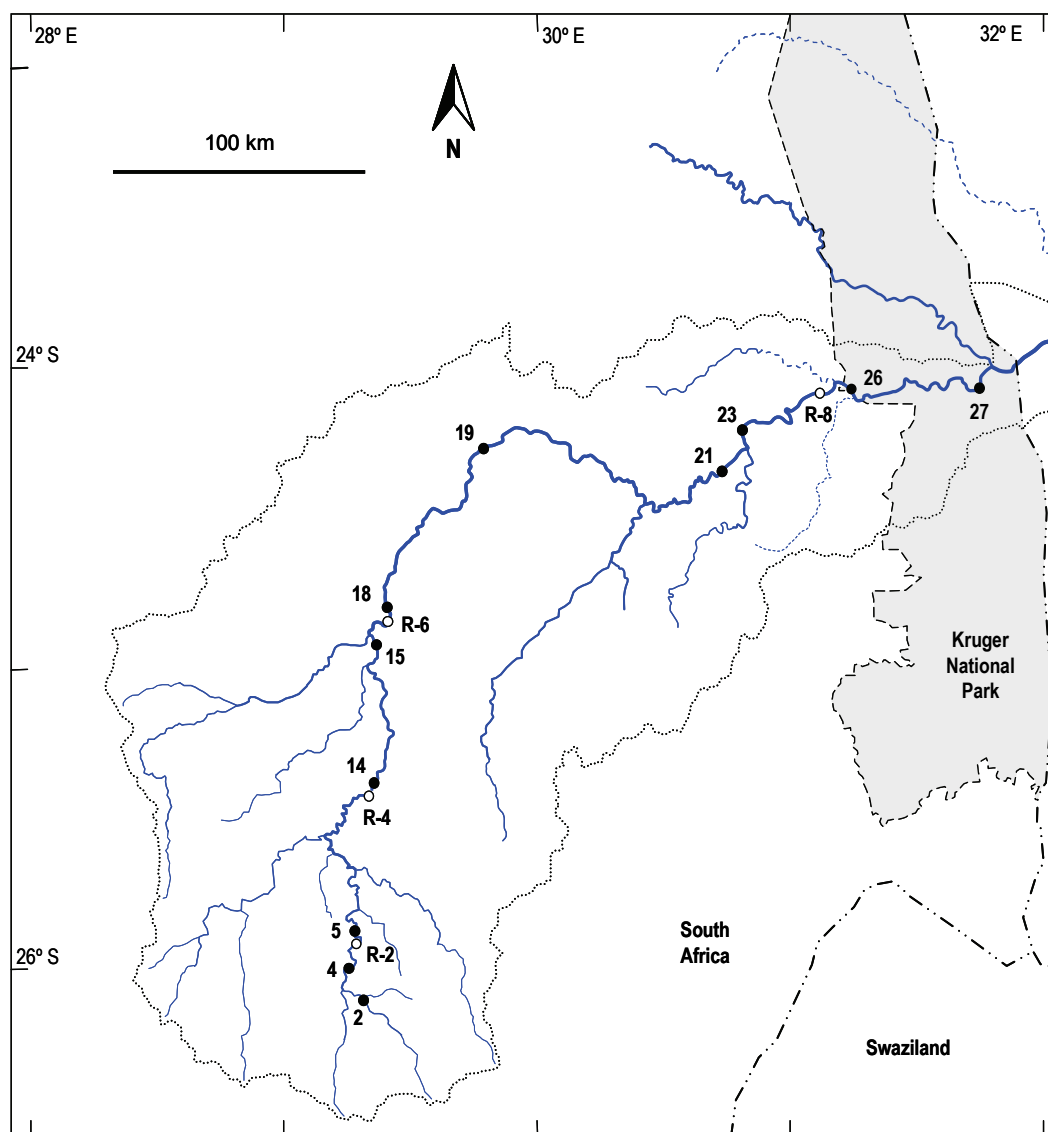 28º E
30º E
32º E
100 km
N
24º S
26
27
R-8
23
19
21
18
R-6
15
Kruger
National
Park
14
R-4
5
R-2
4
South
Africa
26º S
2
Swaziland